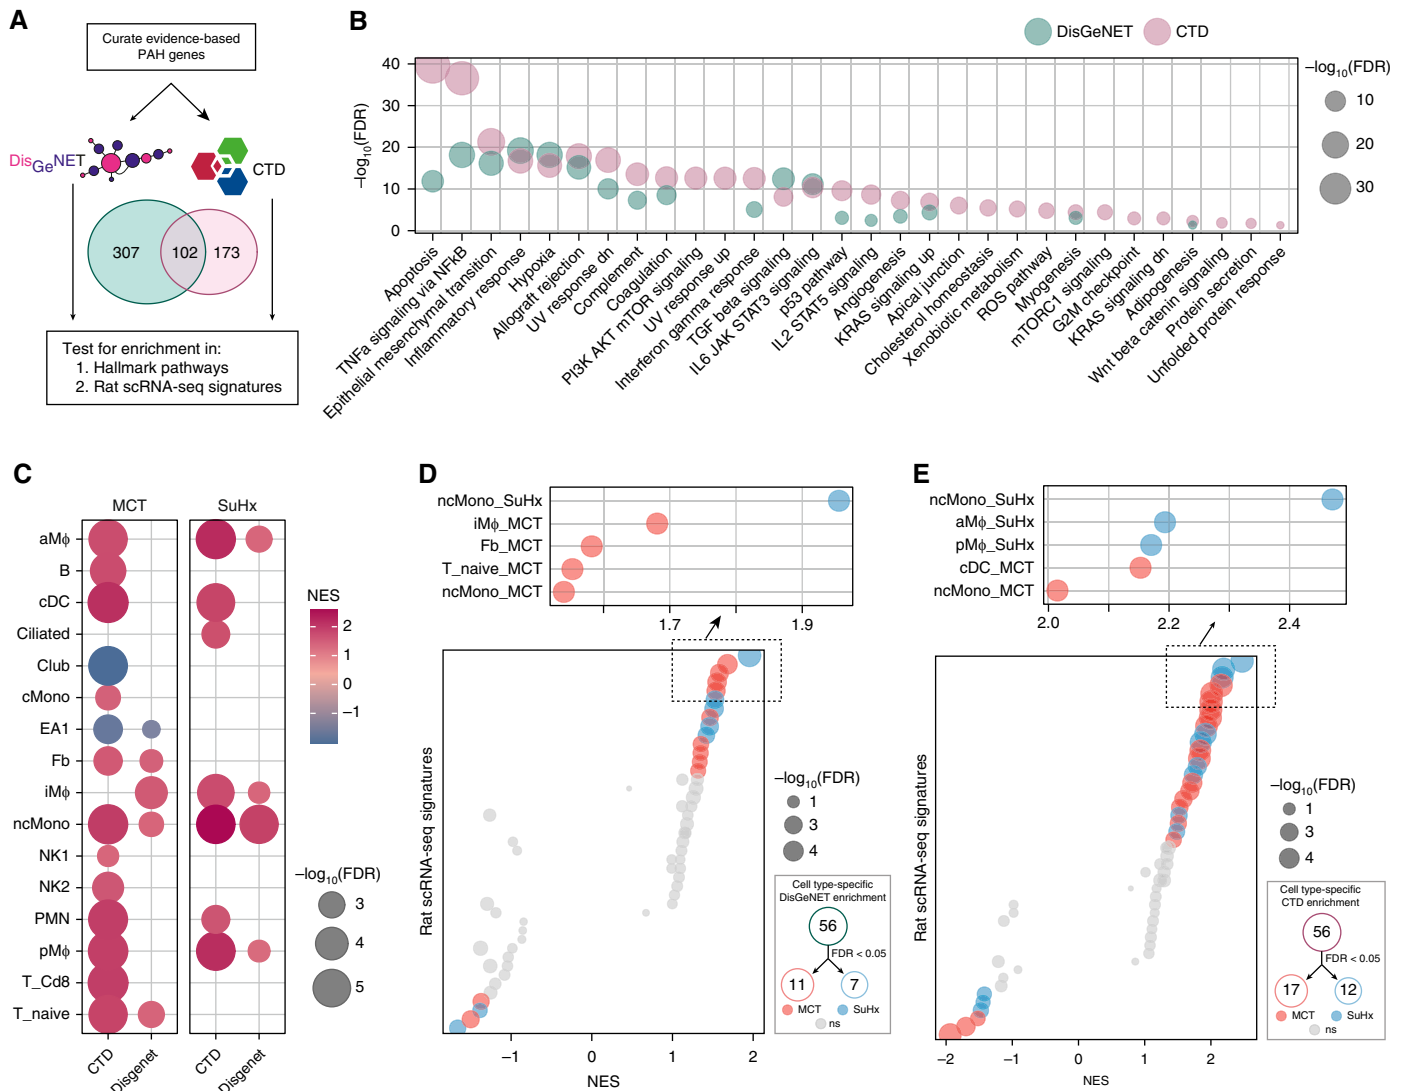 A
Curate evidence-based
PAH genes
DisGeNET
CTD
307
102
173
Test for enrichment in:
1. Hallmark pathways
2. Rat scRNA-seq signatures
B
DisGeNET
CTD
–log10(FDR)
40
30
20
10
0
Apoptosis
TNFa signaling via NFkB
Epithelial mesenchymal transition
Inflammatory response
Hypoxia
Allograft rejection
UV response dn
Complement
Coagulation
PI3K AKT mTOR signaling
UV response up
Interferon gamma response
TGF beta signaling
IL6 JAK STAT3 signaling
p53 pathway
IL2 STAT5 signaling
Angiogenesis
KRAS signaling up
Apical junction
Cholesterol homeostasis
Xenobiotic metabolism
ROS pathway
Myogenesis
mTORC1 signaling
G2M checkpoint
KRAS signaling dn
Adipogenesis
Wnt beta catenin signaling
Protein secretion
Unfolded protein response
–log10(FDR)
10
20
30
C
MCT
SuHx
aMϕ
B
cDC
Ciliated
Club
cMono
EA1
Fb
iMϕ
ncMono
NK1
NK2
PMN
pMϕ
T_Cd8
T_naive
CTD
Disgenet
CTD
Disgenet
NES
2
1
0
–1
–log10(FDR)
3
4
5
D
ncMono_SuHx
iMϕ_MCT
Fb_MCT
T_naive_MCT
ncMono_MCT
1.7
1.9
Rat scRNA-seq signatures
–1
0
1
2
NES
–log10(FDR)
1
3
4
Cell type-specific
DisGeNET enrichment
56
FDR < 0.05
11
7
MCT
SuHx
ns
E
ncMono_SuHx
aMϕ_SuHx
pMϕ_SuHx
cDC_MCT
ncMono_MCT
2.0
2.2
2.4
Rat scRNA-seq signatures
–2
–1
0
1
2
NES
–log10(FDR)
1
3
4
Cell type-specific
CTD enrichment
56
FDR < 0.05
17
12
MCT
SuHx
ns